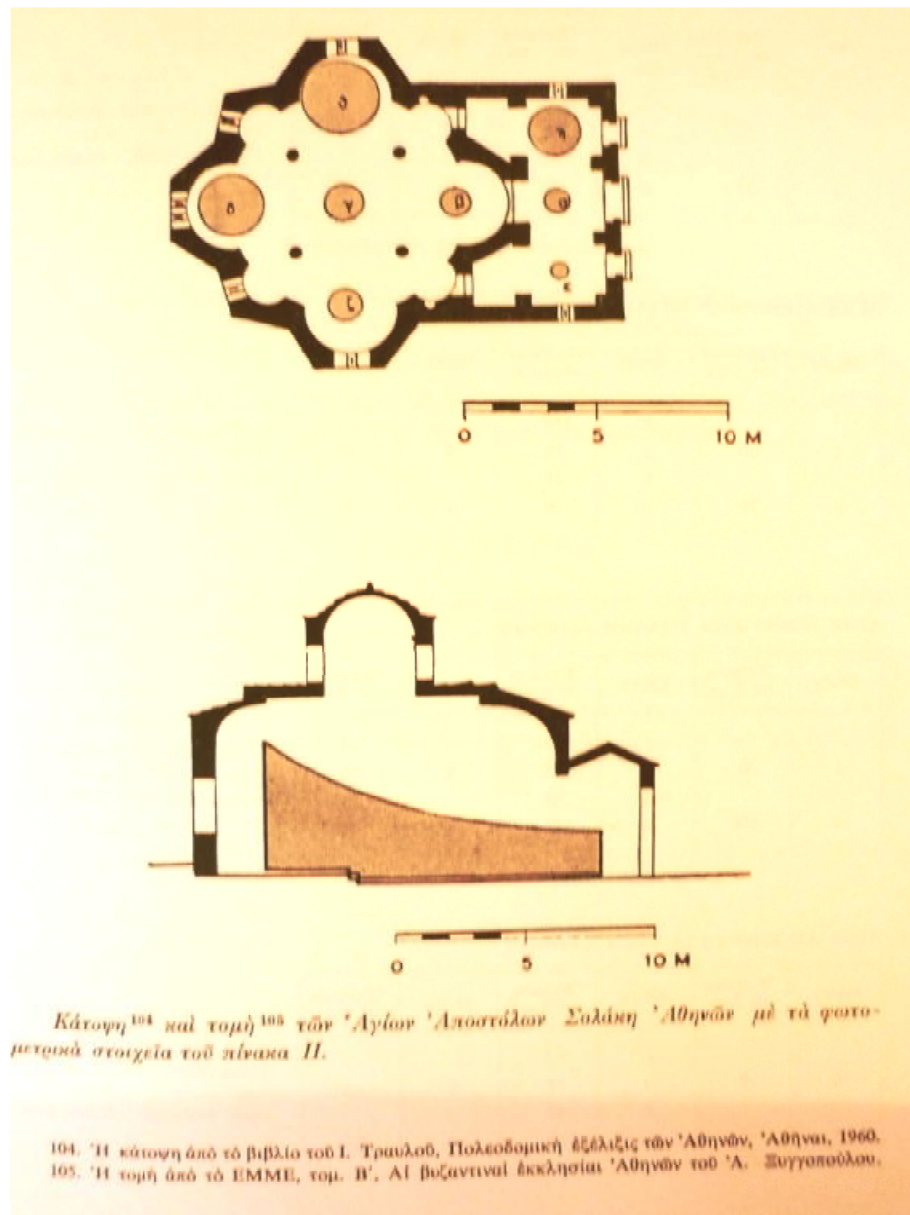 δ γ β α
ζ
0 5 10 M
0 5 10 M
Κάτοψη ¹⁰⁴ καὶ τομὴ ¹⁰⁵ τῶν Ἁγίων Ἀποστόλων Σολάκη Ἀθηνῶν μὲ τὰ φωτο-
μετρικὰ στοιχεῖα τοῦ πίνακα II.
104. Ἡ κάτοψη ἀπὸ τὸ βιβλίο τοῦ Ι. Τραυλοῦ, Πολεοδομικὴ ἐξέλιξις τῶν Ἀθηνῶν, Ἀθῆναι, 1960.
105. Ἡ τομὴ ἀπὸ τὸ ΕΜΜΕ, τομ. Β′. Αἱ βυζαντιναὶ ἐκκλησίαι Ἀθηνῶν τοῦ Ἀ. Ξυγγοπούλου.